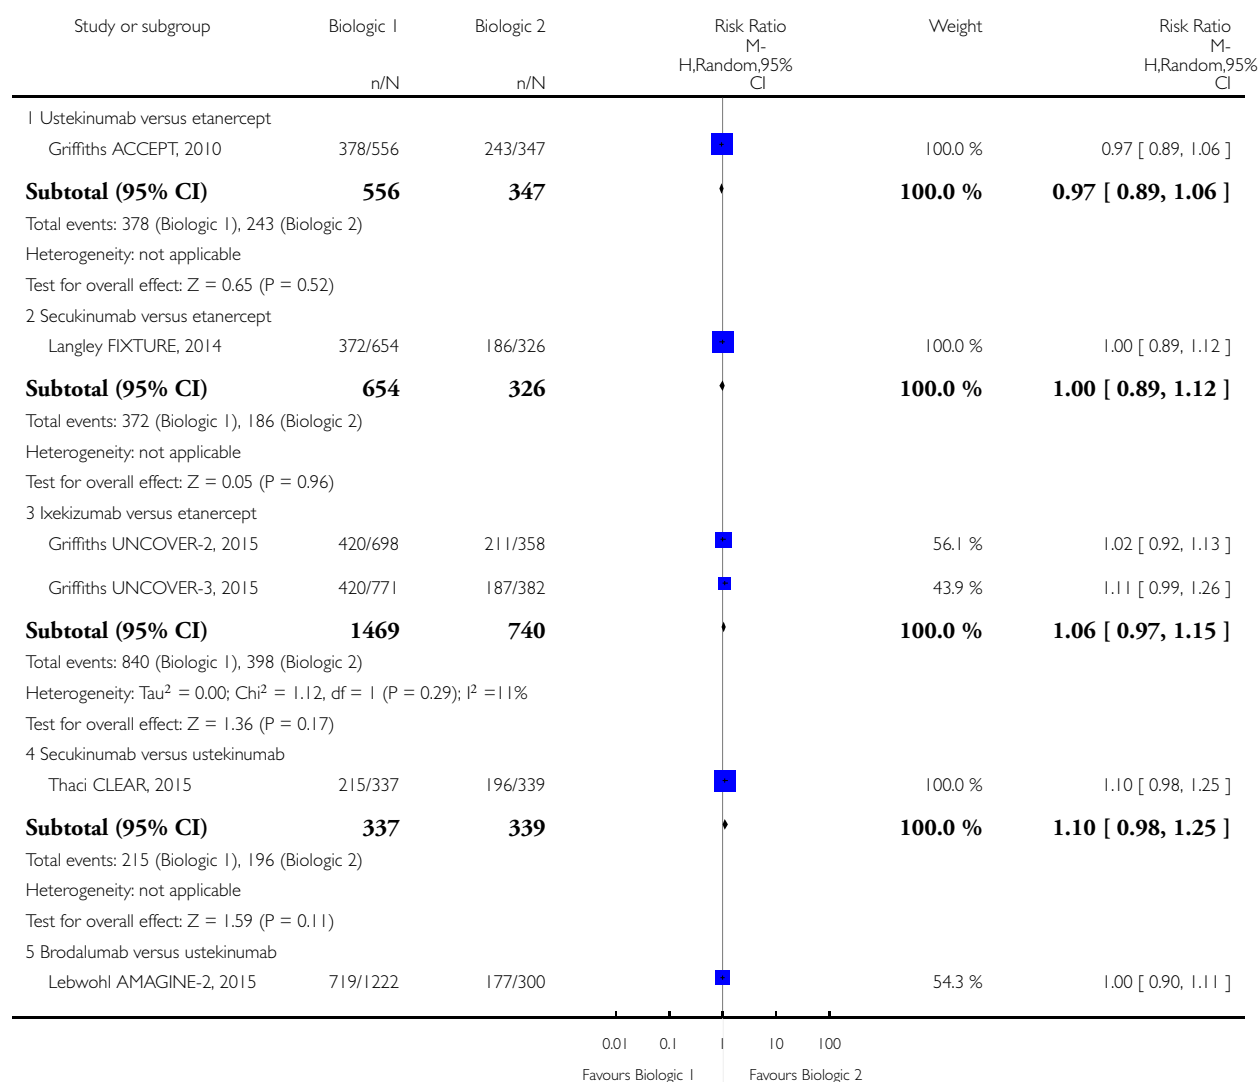 Study or subgroup Biologic 1 Biologic 2 Risk Ratio Weight Risk Ratio
M-H,Random,95% CI M-H,Random,95% CI
n/N n/N
1 Ustekinumab versus etanercept
Griffiths ACCEPT, 2010 378/556 243/347 100.0 % 0.97 [ 0.89, 1.06 ]
Subtotal (95% CI) 556 347 100.0 % 0.97 [ 0.89, 1.06 ]
Total events: 378 (Biologic 1), 243 (Biologic 2)
Heterogeneity: not applicable
Test for overall effect: Z = 0.65 (P = 0.52)
2 Secukinumab versus etanercept
Langley FIXTURE, 2014 372/654 186/326 100.0 % 1.00 [ 0.89, 1.12 ]
Subtotal (95% CI) 654 326 100.0 % 1.00 [ 0.89, 1.12 ]
Total events: 372 (Biologic 1), 186 (Biologic 2)
Heterogeneity: not applicable
Test for overall effect: Z = 0.05 (P = 0.96)
3 Ixekizumab versus etanercept
Griffiths UNCOVER-2, 2015 420/698 211/358 56.1 % 1.02 [ 0.92, 1.13 ]
Griffiths UNCOVER-3, 2015 420/771 187/382 43.9 % 1.11 [ 0.99, 1.26 ]
Subtotal (95% CI) 1469 740 100.0 % 1.06 [ 0.97, 1.15 ]
Total events: 840 (Biologic 1), 398 (Biologic 2)
Heterogeneity: Tau² = 0.00; Chi² = 1.12, df = 1 (P = 0.29); I² =11%
Test for overall effect: Z = 1.36 (P = 0.17)
4 Secukinumab versus ustekinumab
Thaci CLEAR, 2015 215/337 196/339 100.0 % 1.10 [ 0.98, 1.25 ]
Subtotal (95% CI) 337 339 100.0 % 1.10 [ 0.98, 1.25 ]
Total events: 215 (Biologic 1), 196 (Biologic 2)
Heterogeneity: not applicable
Test for overall effect: Z = 1.59 (P = 0.11)
5 Brodalumab versus ustekinumab
Lebwohl AMAGINE-2, 2015 719/1222 177/300 54.3 % 1.00 [ 0.90, 1.11 ]
0.01 0.1 1 10 100
Favours Biologic 1 Favours Biologic 2